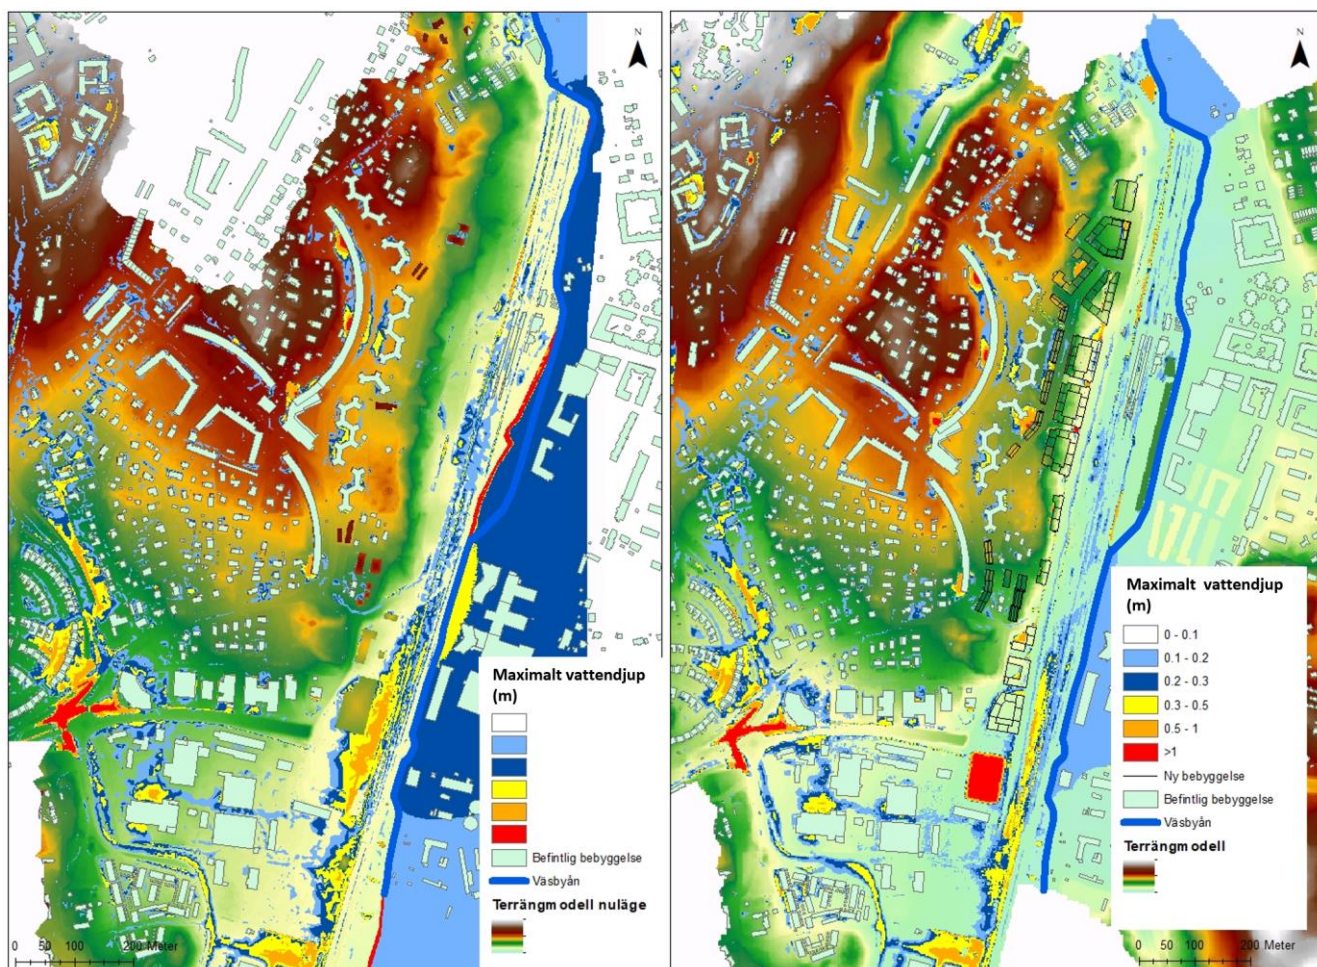 N
Maximalt vattendjup
(m)
Befintlig bebyggelse
Väsbyån
Terrängmodell nuläge
0 50 100 200 Meter
N
Maximalt vattendjup
(m)
0 - 0.1
0.1 - 0.2
0.2 - 0.3
0.3 - 0.5
0.5 - 1
>1
Ny bebyggelse
Befintlig bebyggelse
Väsbyån
Terrängmodell
0 50 100 200 Meter